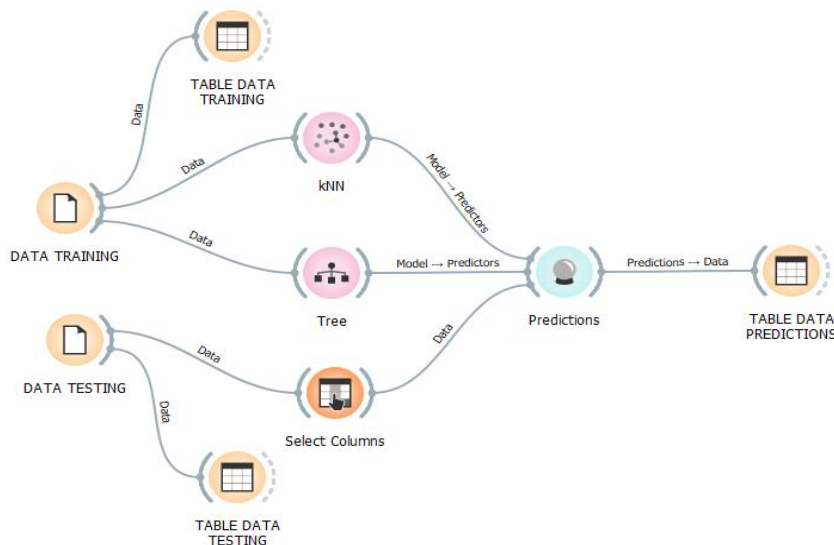 TABLE DATA
TRAINING
Data
Data
kNN
Model → Predictors
DATA TRAINING
Data
Tree
Model → Predictors
Predictions
Predictions → Data
TABLE DATA
PREDICTIONS
DATA TESTING
Data
Data
Data
Select Columns
TABLE DATA
TESTING